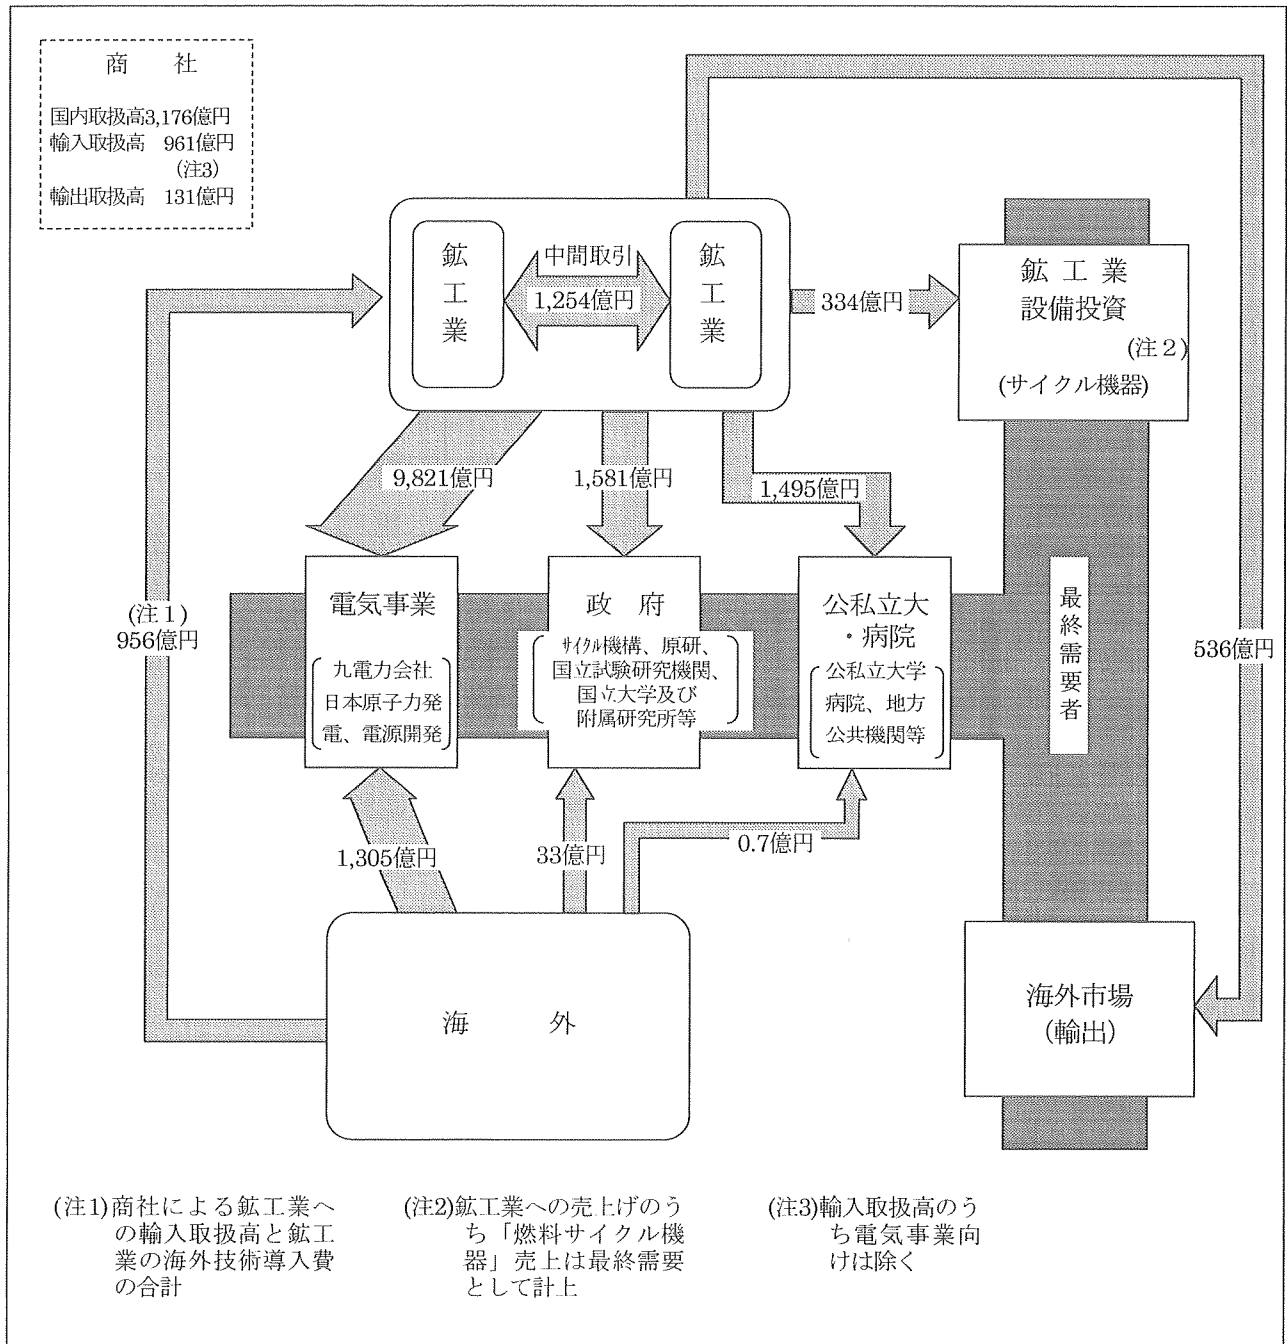 商 社
国内取扱高3,176億円
輸入取扱高 961億円
(注3)
輸出取扱高 131億円
鉱工業
中間取引
1,254億円
鉱工業
334億円
鉱工業
設備投資
(注2)
(サイクル機器)
9,821億円
1,581億円
1,495億円
(注1)
956億円
電気事業
九電力会社
日本原子力発
電、電源開発
政 府
サイクル機構、原研、
国立試験研究機関、
国立大学及び
附属研究所等
公私立大
・病院
公私立大学
病院、地方
公共機関等
最終需要者
536億円
1,305億円
33億円
0.7億円
海 外
海外市場
(輸出)
(注1)商社による鉱工業へ
の輸入取扱高と鉱工
業の海外技術導入費
の合計
(注2)鉱工業への売上げのう
ち「燃料サイクル機
器」売上は最終需要
として計上
(注3)輸入取扱高のう
ち電気事業向
けは除く